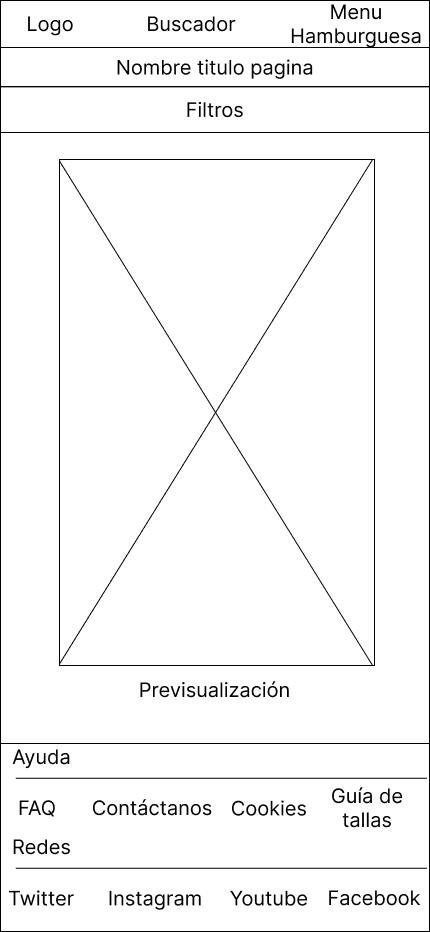 Logo
Buscador
Menu
Hamburguesa
Nombre titulo pagina
Filtros
Previsualización
Ayuda
FAQ
Contáctanos
Cookies
Guía de
tallas
Redes
Twitter
Instagram
Youtube
Facebook